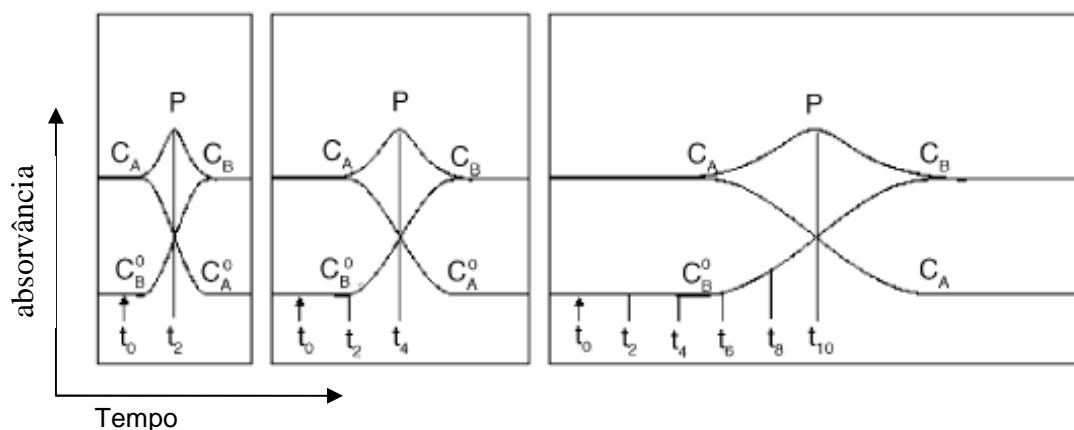 P P P
C_A C_B C_A C_B C_A C_B
C_B^0 C_A^0 C_B^0 C_A^0 C_B^0 C_A
t_0 t_2 t_0 t_2 t_4 t_0 t_2 t_4 t_6 t_8 t_10
absorvância
Tempo